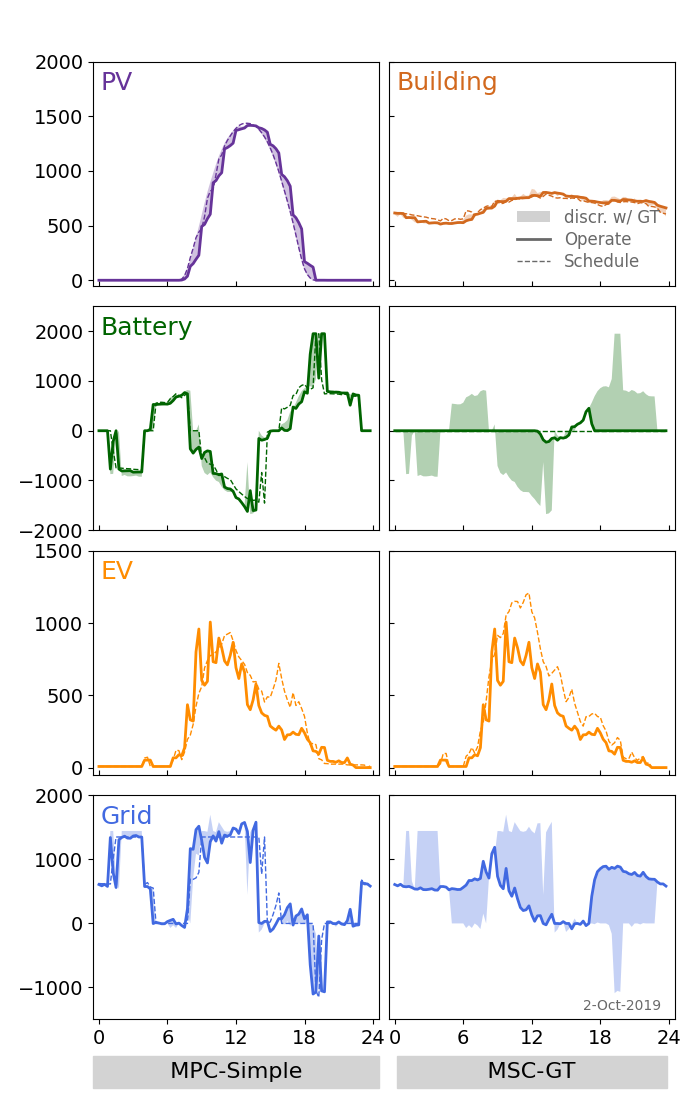 2000
1500
1000
500
0
PV
Building
discr. w/ GT
Operate
Schedule
2000
1000
0
−1000
−2000
Battery
1500
1000
500
0
EV
2000
1000
0
−1000
Grid
2-Oct-2019
0 6 12 18 24 0 6 12 18 24
MPC-Simple MSC-GT